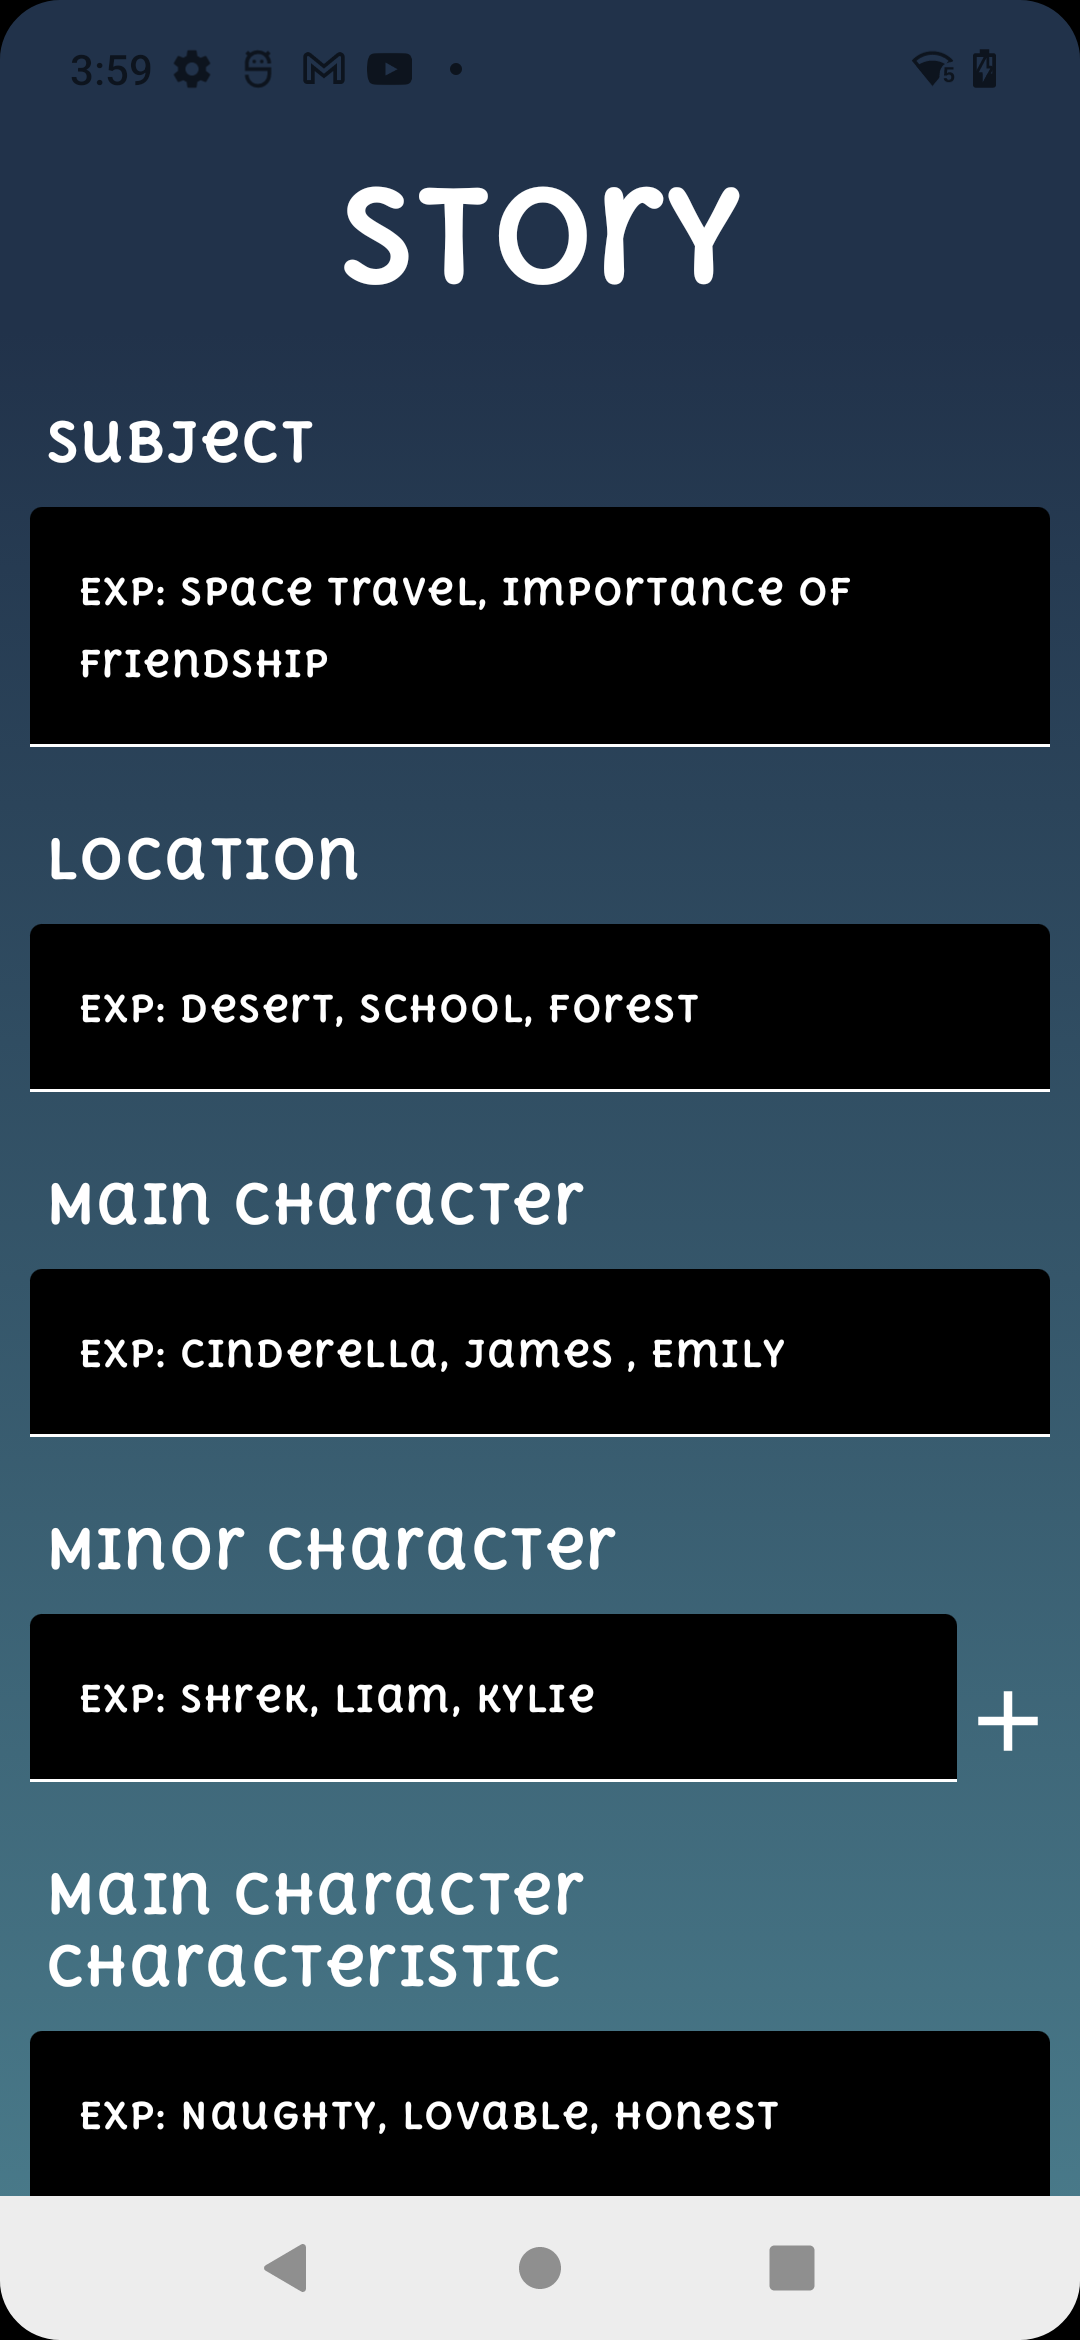 3:59
5
STORY
SUBJECT
EXP: SPACE TRAVEL, IMPORTANCE OF
FRIENDSHIP
LOCATION
EXP: DESERT, SCHOOL, FOREST
MAIN CHARACTER
EXP: CINDERELLA, JAMES , EMILY
MINOR CHARACTER
EXP: SHREK, LIAM, KYLIE
+
MAIN CHARACTER
CHARACTERISTIC
EXP: NAUGHTY, LOVABLE, HONEST